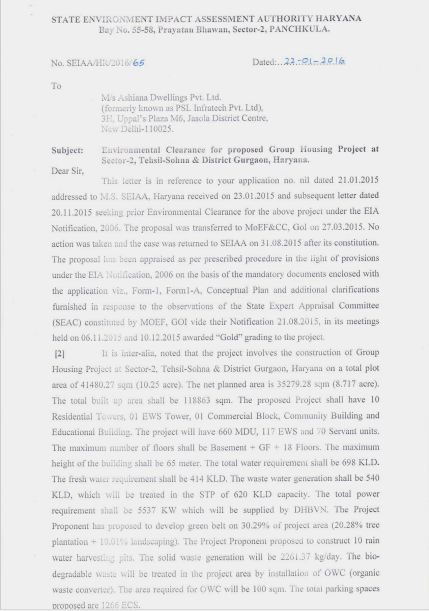 STATE ENVIRONMENT IMPACT ASSESSMENT AUTHORITY HARYANA
Bay No. 55-58, Prayatan Bhawan, Sector-2, PANCHKULA.
No. SEIAA/HR/2016/65 Dated: 22-01-2016
To
M/s Ashiana Dwellings Pvt. Ltd.
(formerly known as PSL Infratech Pvt. Ltd),
3H, Uppal's Plaza M6, Jasola District Centre,
New Delhi-110025.
Subject: Environmental Clearance for proposed Group Housing Project at
Sector-2, Tehsil-Sohna & District Gurgaon, Haryana.
Dear Sir,
This letter is in reference to your application no. nil dated 21.01.2015
addressed to M.S. SEIAA, Haryana received on 23.01.2015 and subsequent letter dated
20.11.2015 seeking prior Environmental Clearance for the above project under the EIA
Notification, 2006. The proposal was transferred to MoEF&CC, GoI on 27.03.2015. No
action was taken and the case was returned to SEIAA on 31.08.2015 after its constitution.
The proposal has been appraised as per prescribed procedure in the light of provisions
under the EIA Notification, 2006 on the basis of the mandatory documents enclosed with
the application viz., Form-1, Form1-A, Conceptual Plan and additional clarifications
furnished in response to the observations of the State Expert Appraisal Committee
(SEAC) constituted by MOEF, GOI vide their Notification 21.08.2015, in its meetings
held on 06.11.2015 and 10.12.2015 awarded "Gold" grading to the project.
[2] It is inter-alia, noted that the project involves the construction of Group
Housing Project at Sector-2, Tehsil-Sohna & District Gurgaon, Haryana on a total plot
area of 41480.27 sqm (10.25 acre). The net planned area is 35279.28 sqm (8.717 acre).
The total built up area shall be 118863 sqm. The proposed Project shall have 10
Residential Towers, 01 EWS Tower, 01 Commercial Block, Community Building and
Educational Building. The project will have 660 MDU, 117 EWS and 70 Servant units.
The maximum number of floors shall be Basement + GF + 18 Floors. The maximum
height of the building shall be 65 meter. The total water requirement shall be 698 KLD.
The fresh water requirement shall be 414 KLD. The waste water generation shall be 540
KLD, which will be treated in the STP of 620 KLD capacity. The total power
requirement shall be 5537 KW which will be supplied by DHBVN. The Project
Proponent has proposed to develop green belt on 30.29% of project area (20.28% tree
plantation + 10.01% landscaping). The Project Proponent proposed to construct 10 rain
water harvesting pits. The solid waste generation will be 2261.37 kg/day. The bio-
degradable waste will be treated in the project area by installation of OWC (organic
waste converter). The area required for OWC will be 100 sqm. The total parking spaces
proposed are 1266 ECS.